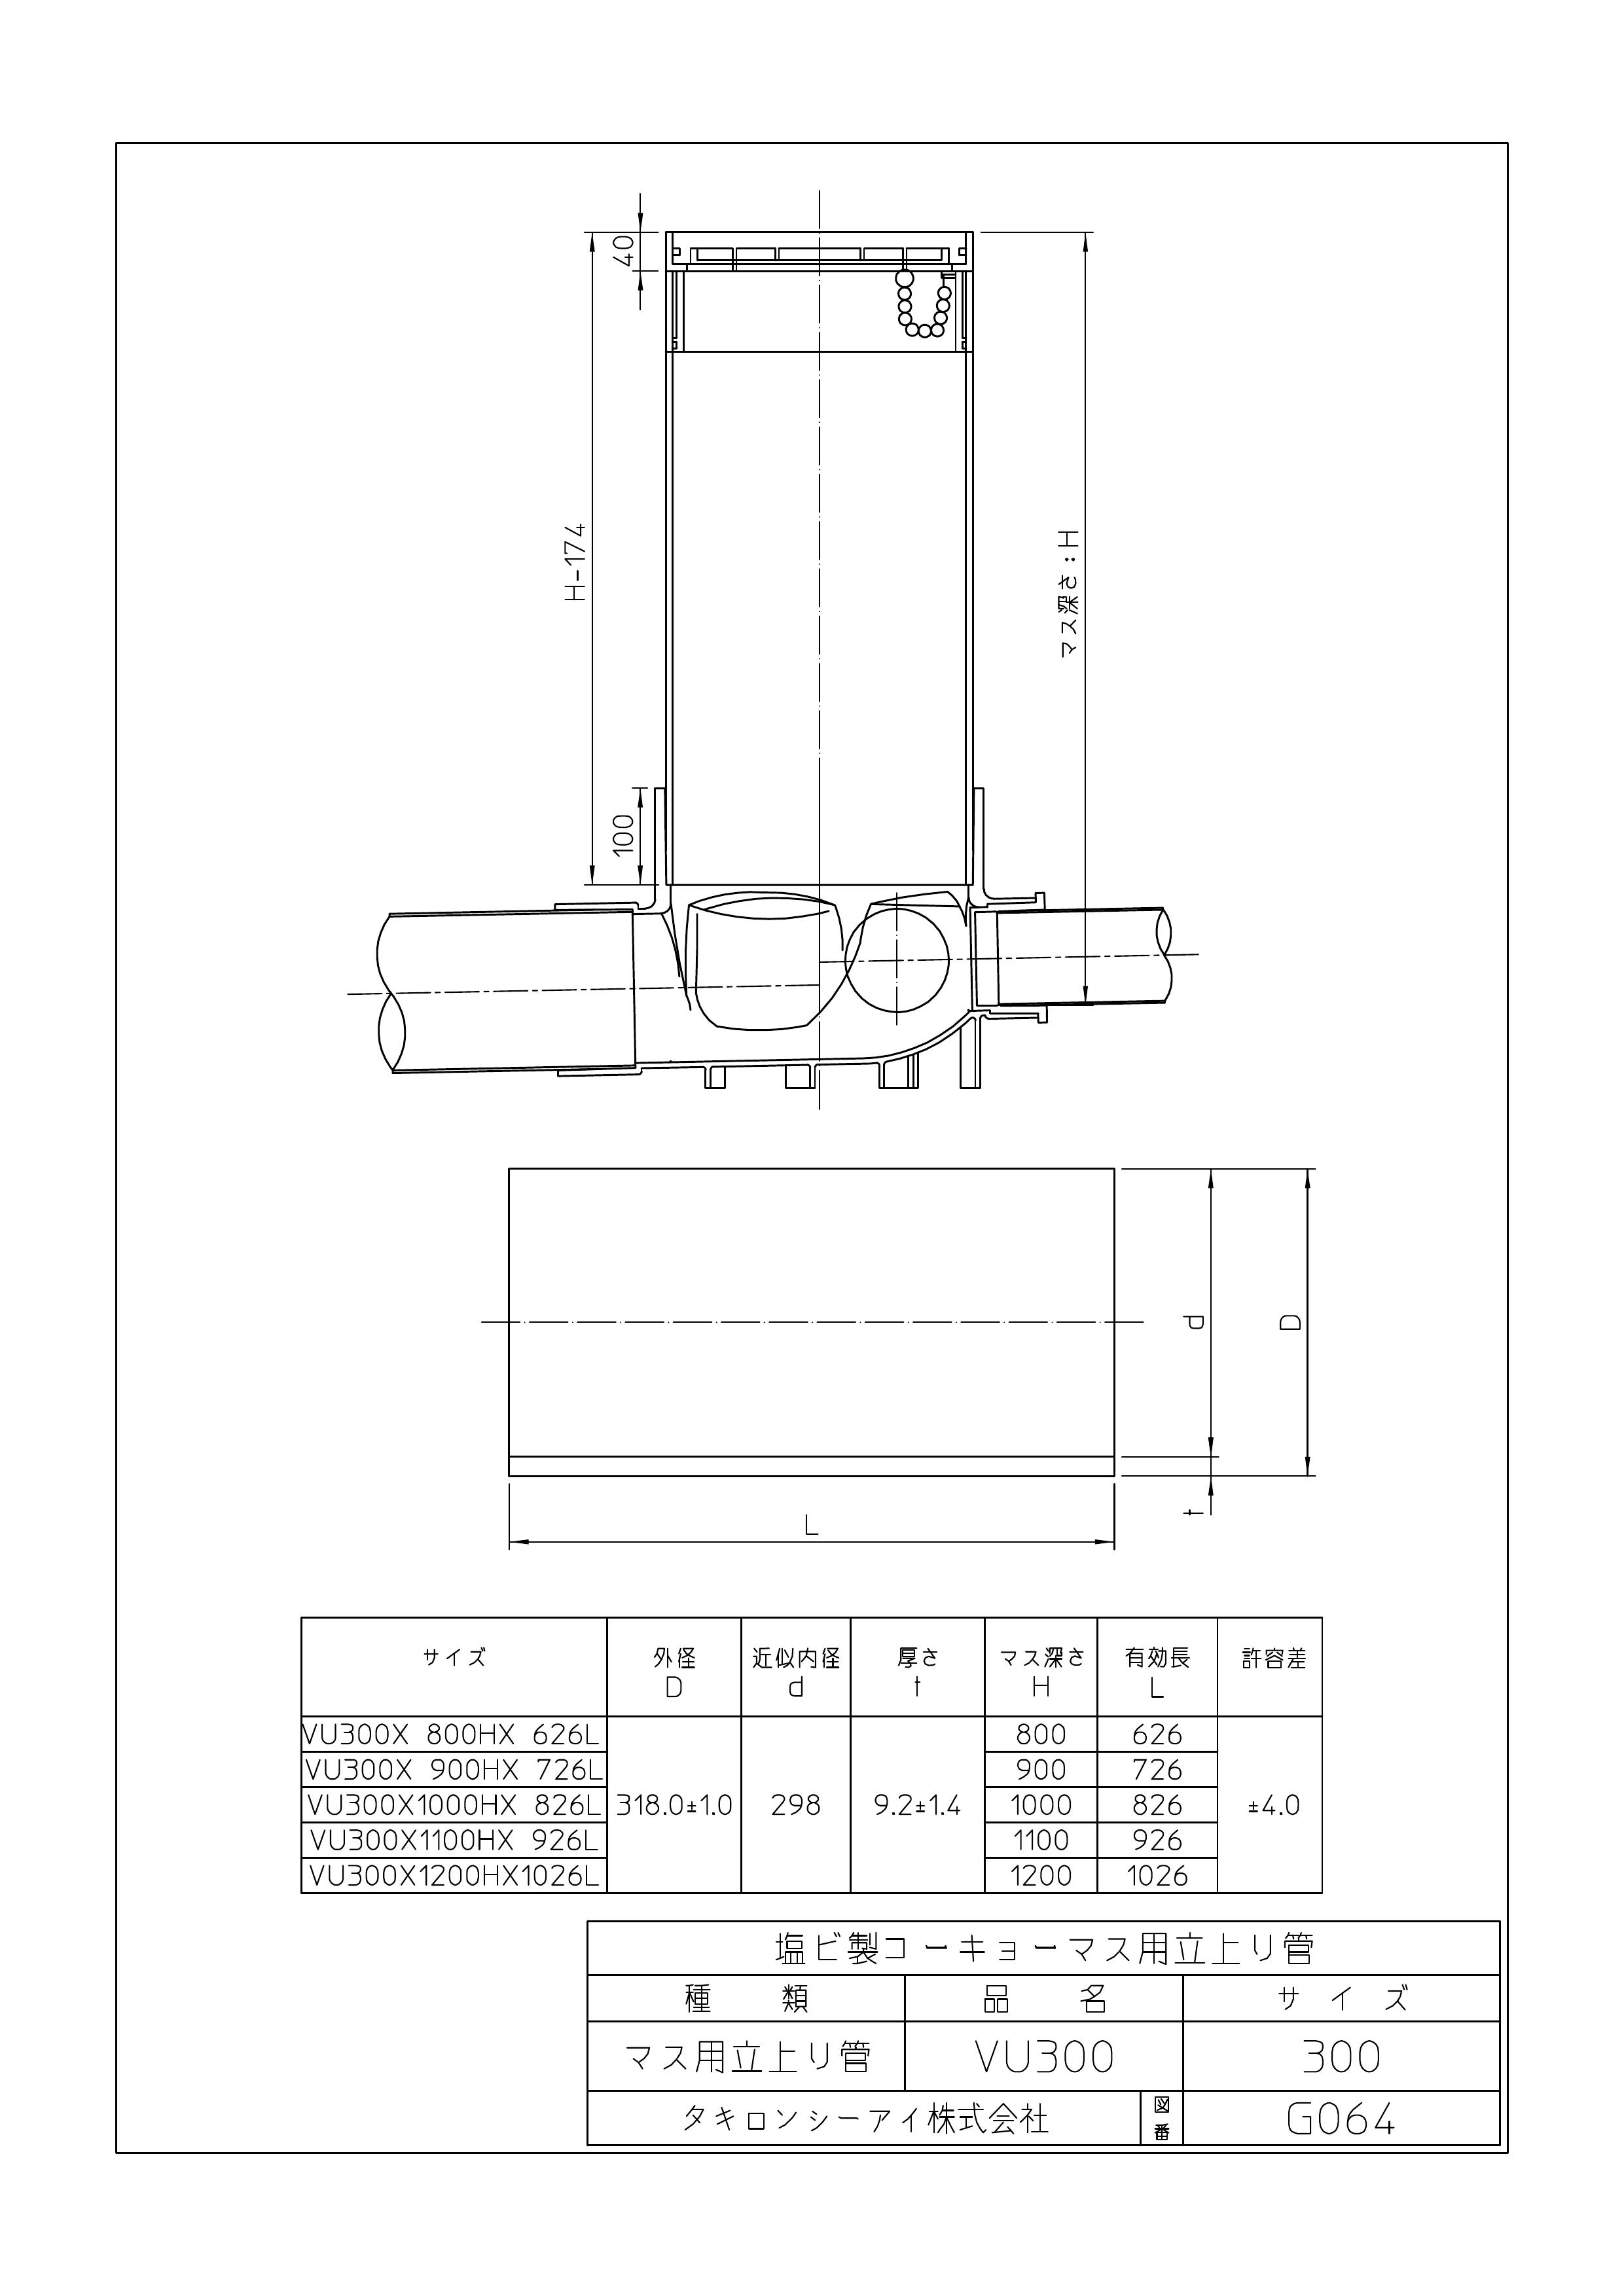 40
H-174
マス深さ:H
100
d
D
t
L
サイズ 外径 近似内径 厚さ マス深さ 有効長 許容差
D d t H L
VU300X 800HX 626L 800 626
VU300X 900HX 726L 900 726
VU300X1000HX 826L 318.0±1.0 298 9.2±1.4 1000 826 ±4.0
VU300X1100HX 926L 1100 926
VU300X1200HX1026L 1200 1026
塩ビ製コーキョーマス用立上り管
種 類 品 名 サ イ ズ
マス用立上り管 VU300 300
タキロンシーアイ株式会社 図番 G064